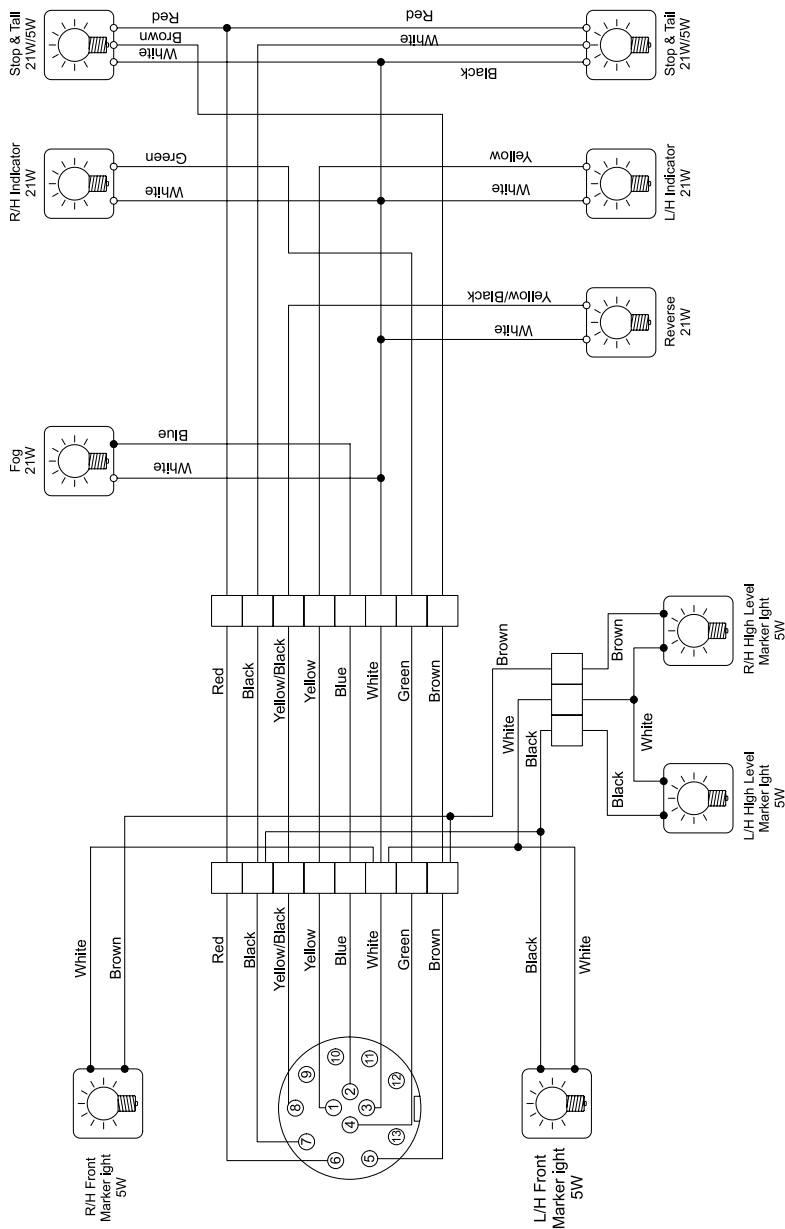 Stop & Tail
21W/5W
Red
Brown
White
Red
White
Black
Stop & Tail
21W/5W
R/H Indicator
21W
Green
White
Yellow
White
L/H Indicator
21W
Yellow/Black
White
Reverse
21W
Fog
21W
Blue
White
Red
Black
Yellow/Black
Yellow
Blue
White
Green
Brown
Brown
White
Black
Brown
White
Black
R/H High Level
Marker light
5W
L/H High Level
Marker light
5W
White
Brown
Red
Black
Yellow/Black
Yellow
Blue
White
Green
Brown
Black
White
R/H Front
Marker light
5W
1
2
3
4
5
6
7
8
9
10
11
12
13
L/H Front
Marker light
5W